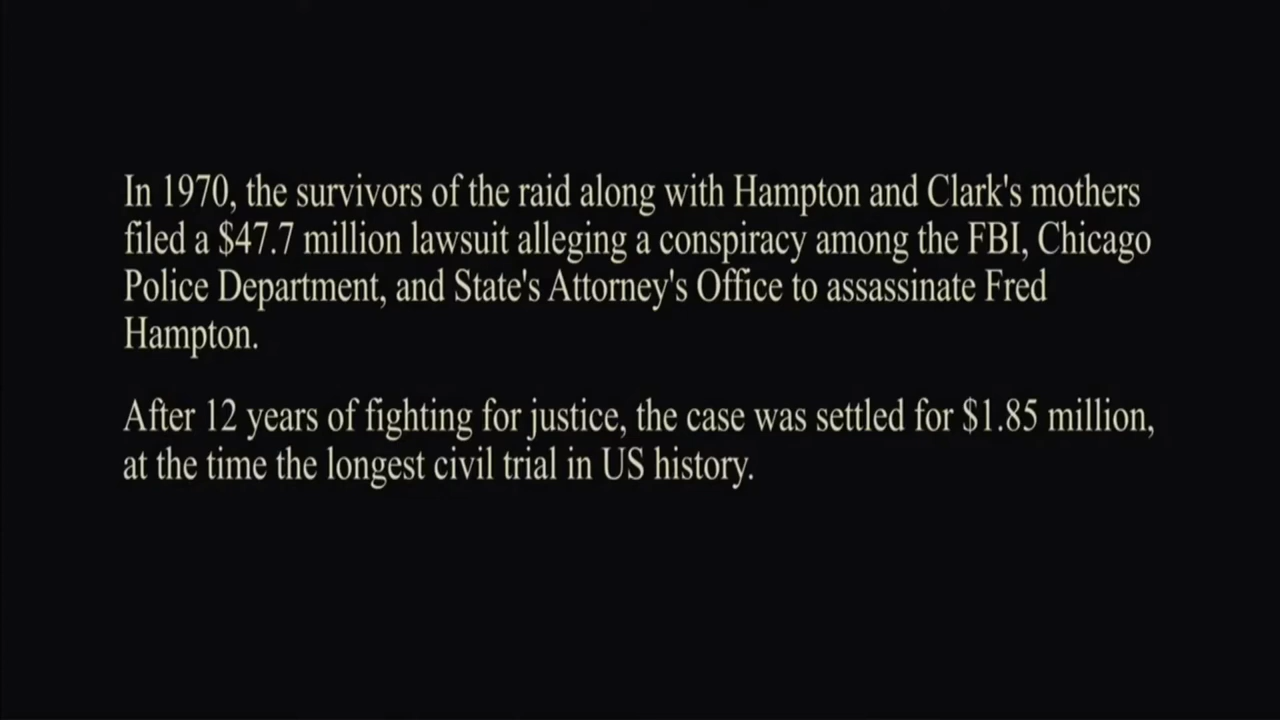 In 1970, the survivors of the raid along with Hampton and Clark's mothers
filed a $47.7 million lawsuit alleging a conspiracy among the FBI, Chicago
Police Department, and State's Attorney's Office to assassinate Fred
Hampton.
After 12 years of fighting for justice, the case was settled for $1.85 million,
at the time the longest civil trial in US history.